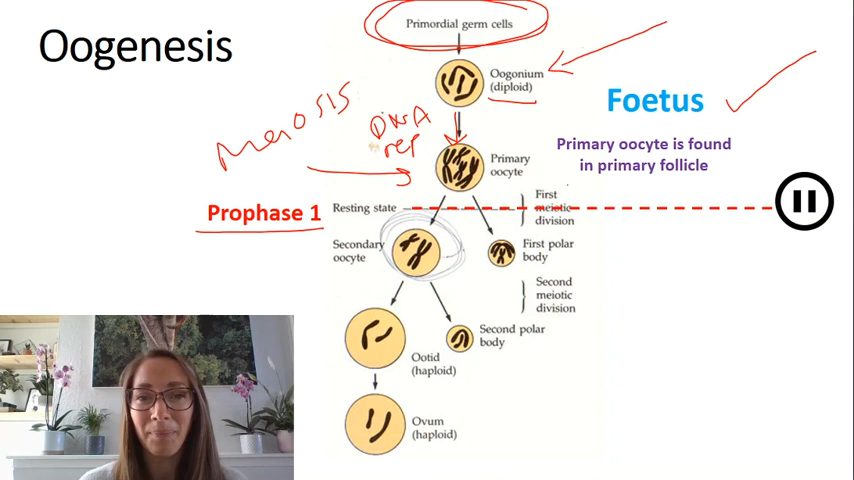 Oogenesis
Primordial germ cells
Oogonium
(diploid)
Foetus
meiosis
DNA
rep
Primary oocyte is found
in primary follicle
Primary
oocyte
Prophase 1
Resting state
First
meiotic
division
Secondary
oocyte
First polar
body
Second
meiotic
division
Second polar
body
Ootid
(haploid)
Ovum
(haploid)